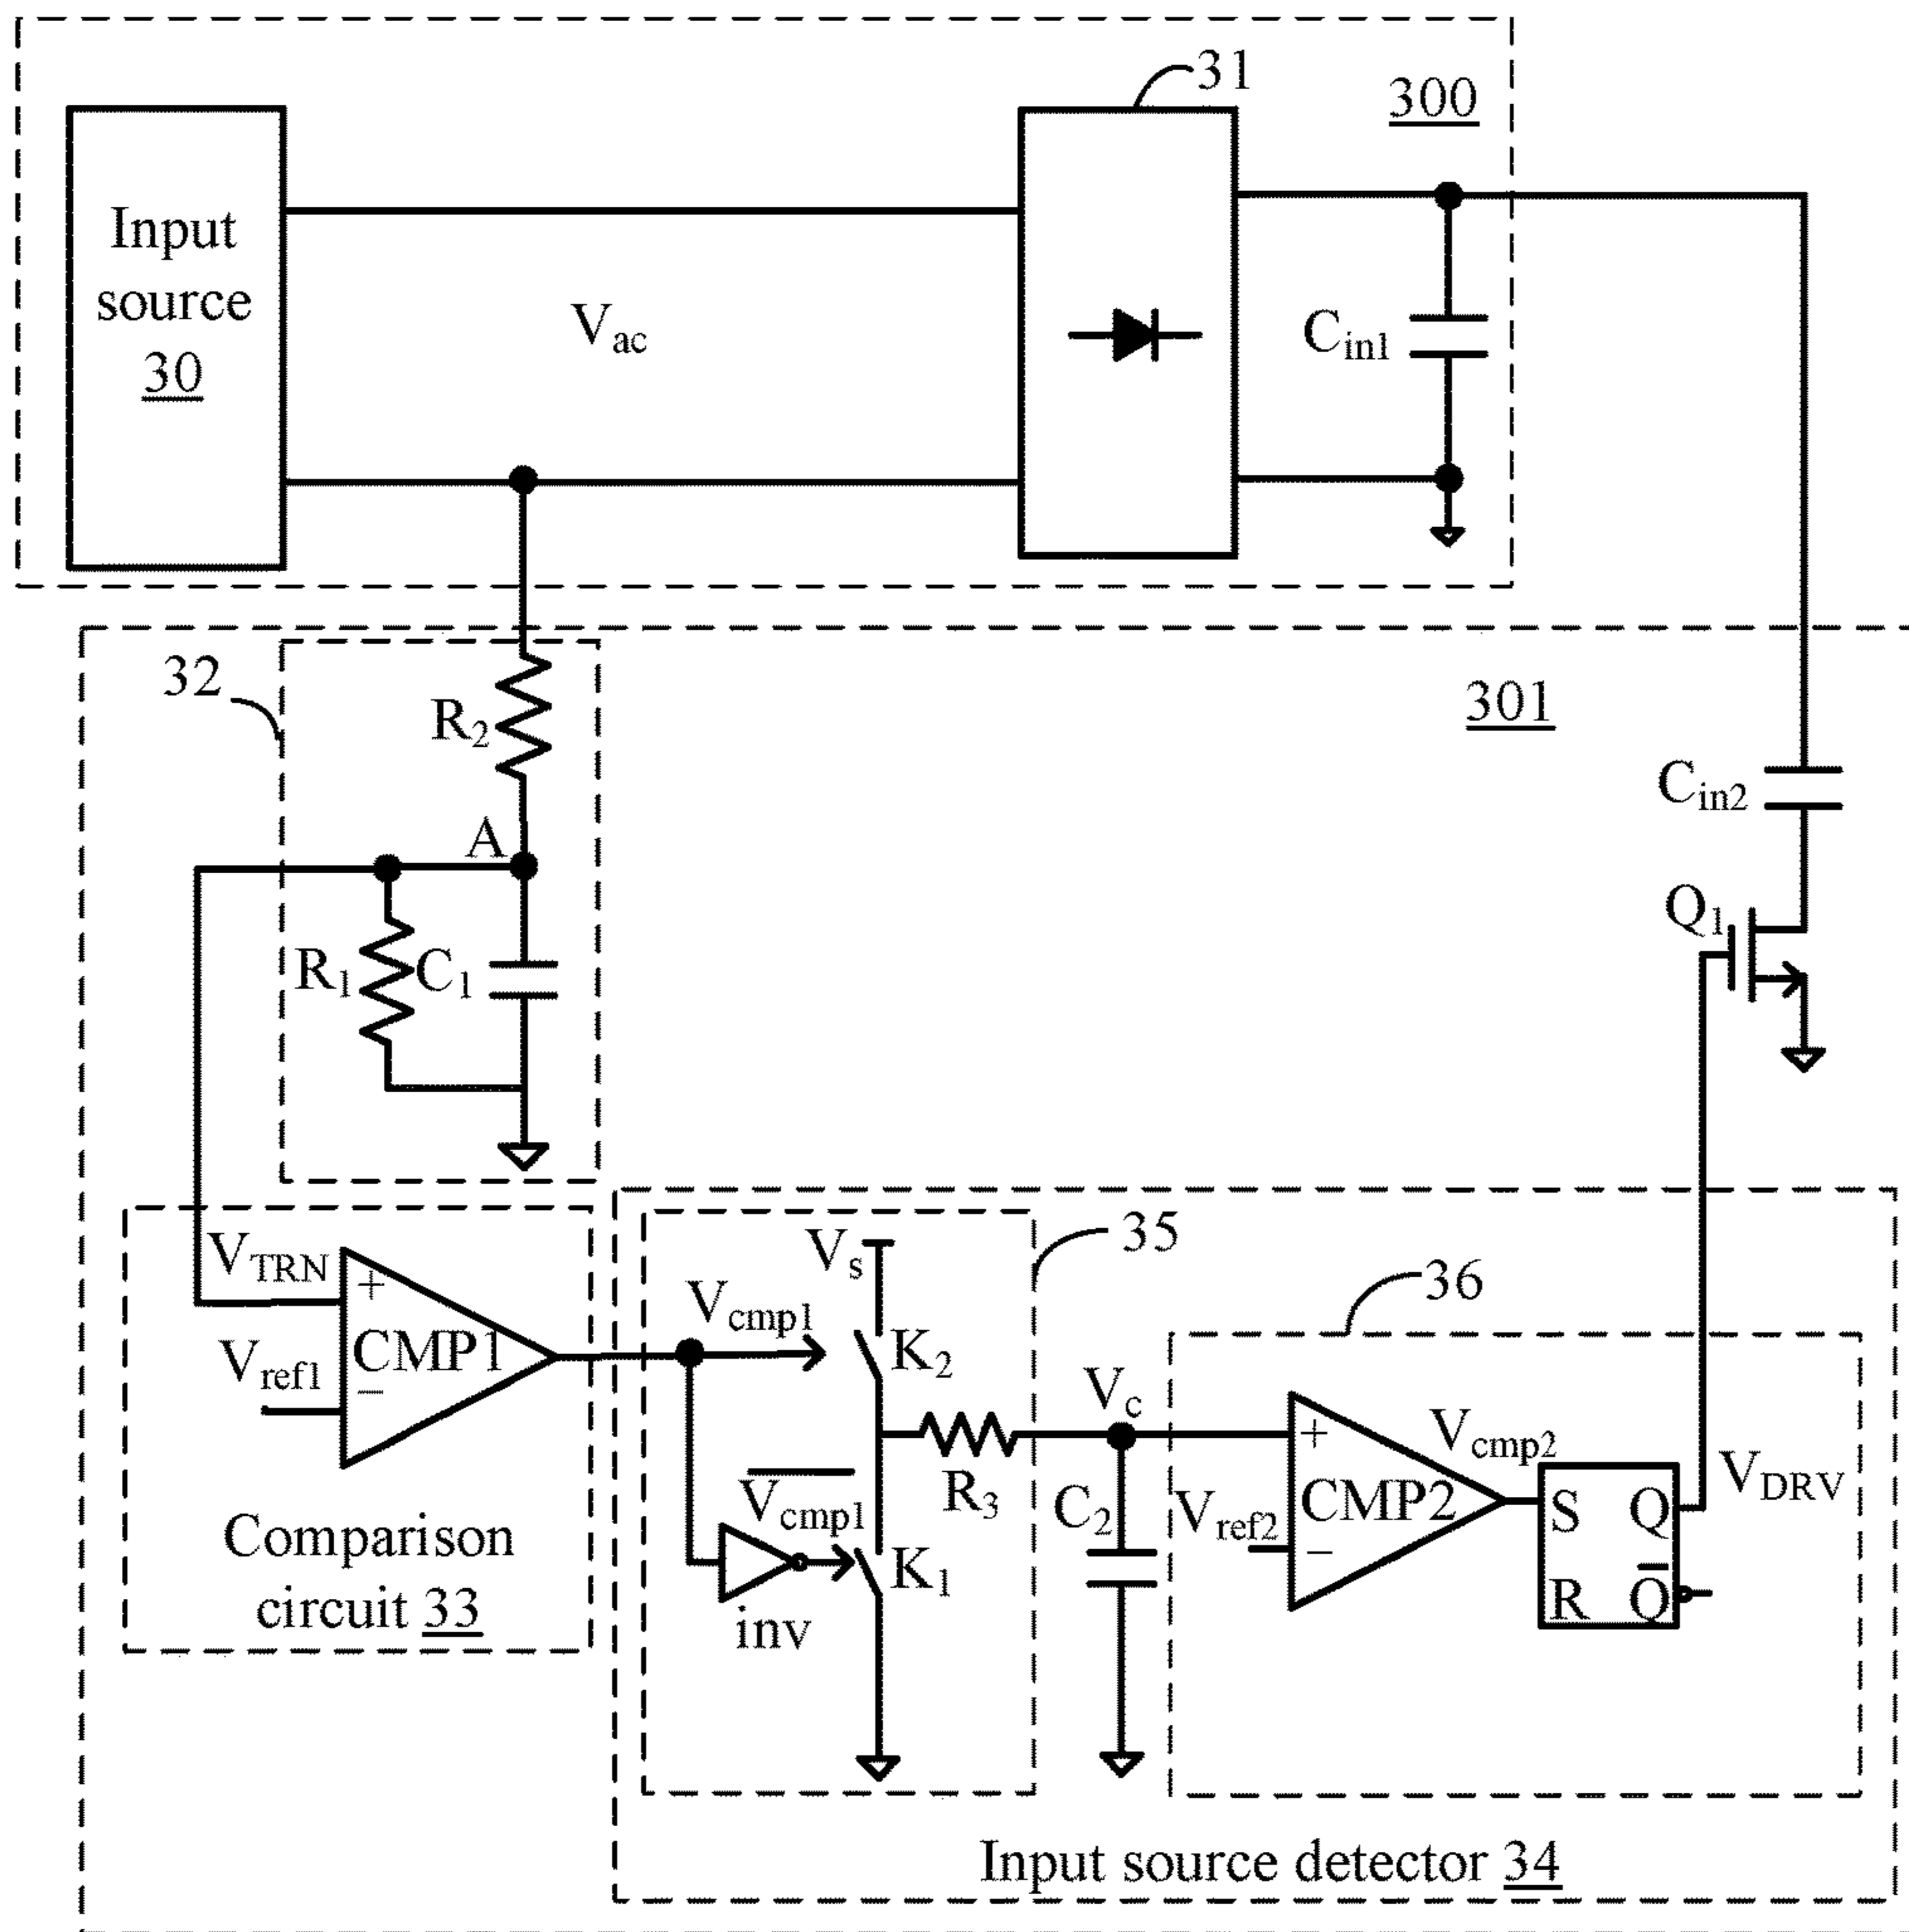 31
300
Input
source
30
Vac
Cin1
32
R2
301
Cin2
A
Q1
R1
C1
VTRN
+
CMP1
−
Vref1
Comparison
circuit 33
Vs
35
Vcmp1
K2
36
Vc
R3
V̅cmp1
K1
inv
C2
+
CMP2
−
Vref2
Vcmp2
S Q
R Q̅
VDRV
Input source detector 34